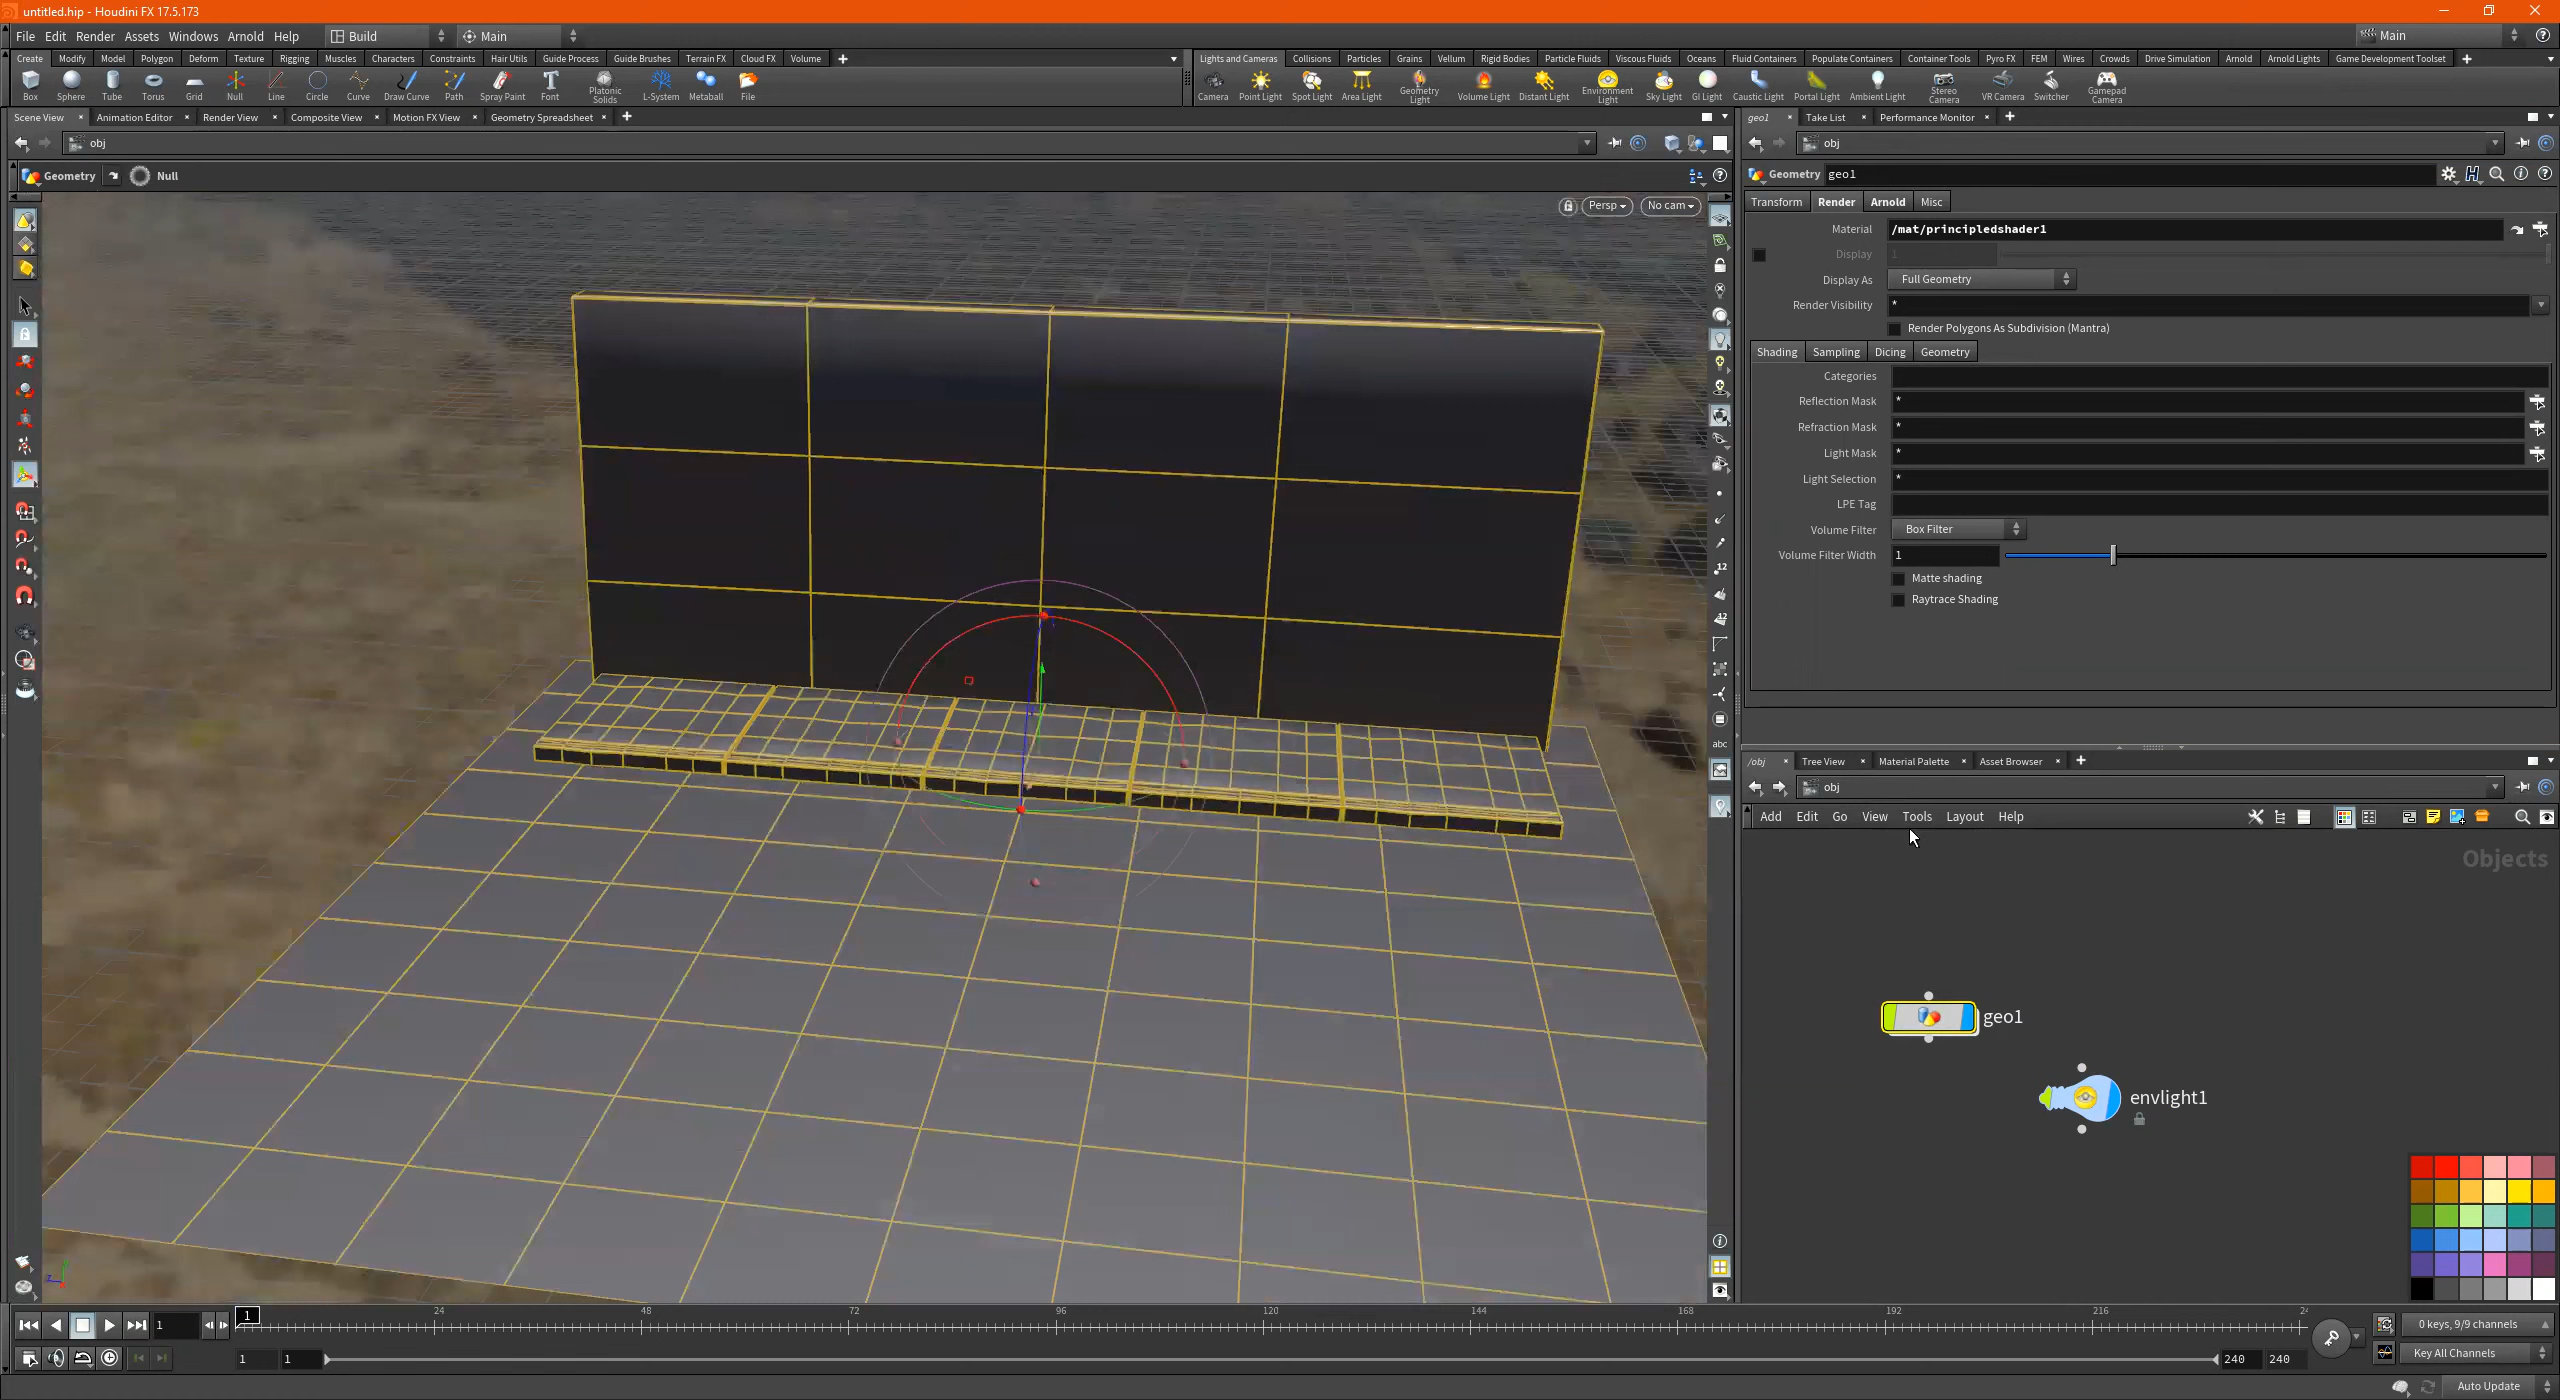 untitled.hip - Houdini FX 17.5.173
File Edit Render Assets Windows Arnold Help Build Main Main
Create Modify Model Polygon Deform Texture Rigging Muscles Characters Constraints Hair Utils Guide Process Guide Brushes Terrain FX Cloud FX Volume
Lights and Cameras Collisions Particles Grains Vellum Rigid Bodies Particle Fluids Viscous Fluids Oceans Fluid Containers Populate Containers Container Tools Pyro FX FEM Wires Crowds Drive Simulation Arnold Arnold Lights Game Development Toolset
Box Sphere Tube Torus Grid Null Line Circle Curve Draw Curve Path Spray Paint Font Platonic Solids L-System Metaball File
Camera Point Light Spot Light Area Light Geometry Light Volume Light Distant Light Environment Light Sky Light GI Light Caustic Light Portal Light Ambient Light Stereo Camera VR Camera Switcher Gamepad Camera
Scene View Animation Editor Render View Composite View Motion FX View Geometry Spreadsheet
obj
Geometry Null
Persp No cam
geo1 Take List Performance Monitor
obj
Geometry geo1
Transform Render Arnold Misc
Material /mat/principledshader1
Display 1
Display As Full Geometry
Render Visibility *
Render Polygons As Subdivision (Mantra)
Shading Sampling Dicing Geometry
Categories
Reflection Mask *
Refraction Mask *
Light Mask *
Light Selection *
LPE Tag
Volume Filter Box Filter
Volume Filter Width 1
Matte shading
Raytrace Shading
12
12
abc
/obj Tree View Material Palette Asset Browser
obj
Add Edit Go View Tools Layout Help
Objects
geo1
envlight1
1 1 24 48 72 96 120 144 168 192 216 24
0 keys, 9/9 channels
1 1 240 240 Key All Channels
Auto Update